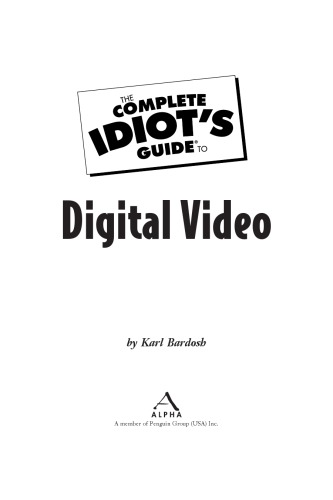 THE
COMPLETE
IDIOT'S
GUIDE® TO
Digital Video
by Karl Bardosh
ALPHA
A member of Penguin Group (USA) Inc.